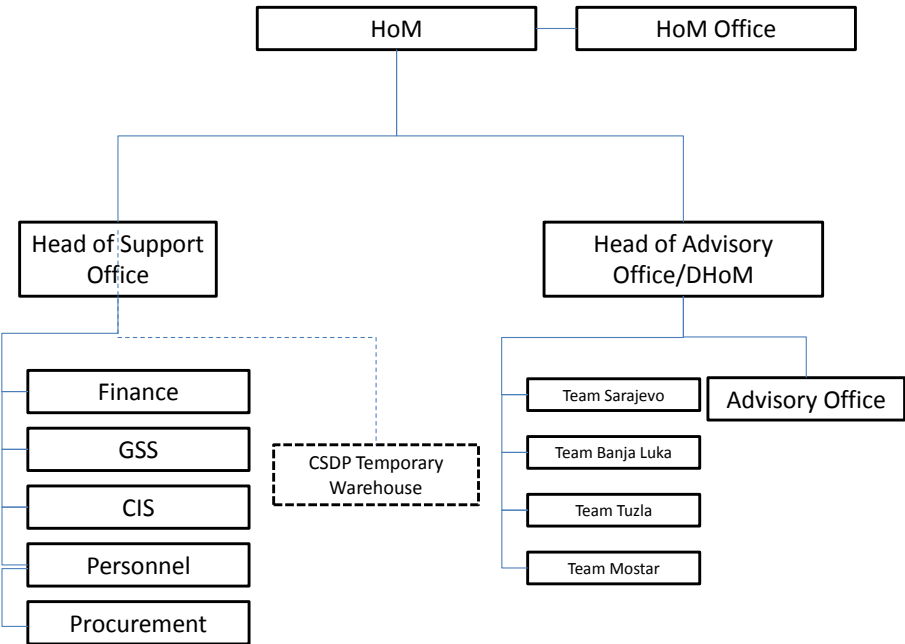 HoM
HoM Office
Head of Support
Office
Head of Advisory
Office/DHoM
Finance
GSS
CIS
Personnel
Procurement
CSDP Temporary
Warehouse
Team Sarajevo
Team Banja Luka
Team Tuzla
Team Mostar
Advisory Office